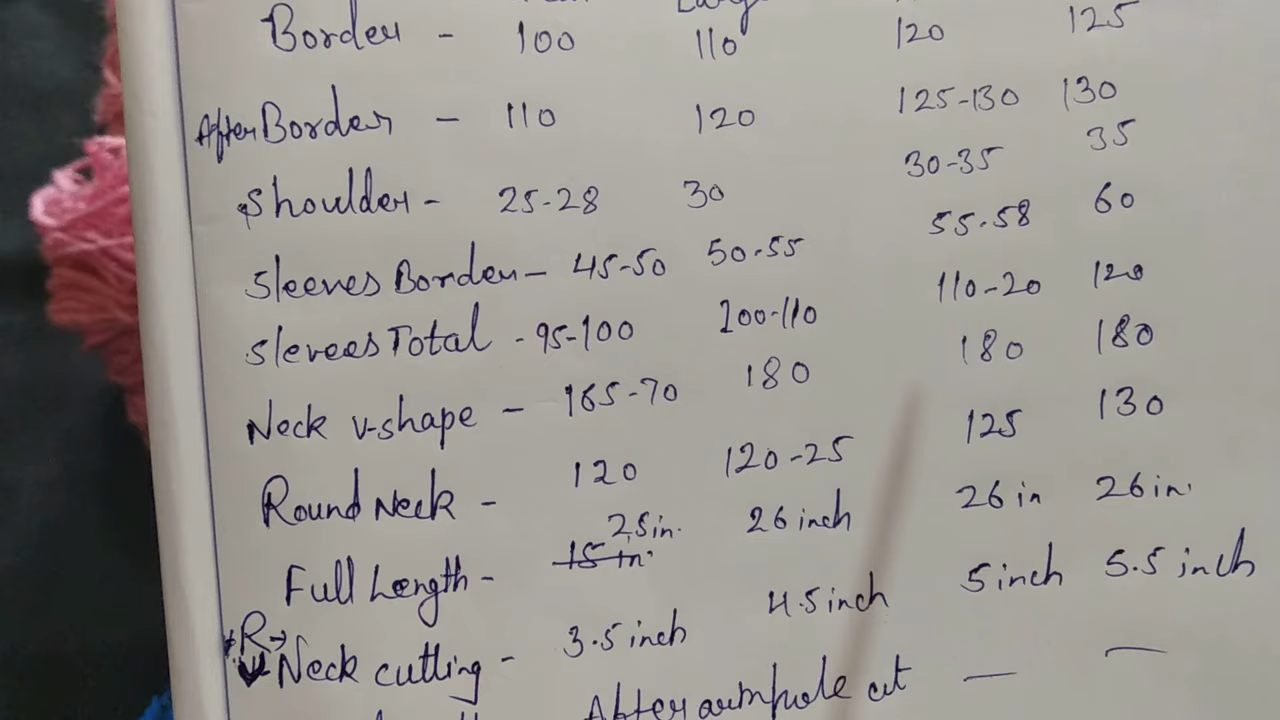 Border - 100 110 120 125
After Border - 110 120 125-130 130
Shoulder - 25-28 30 30-35 35
Sleeves Border - 45-50 50-55 55-58 60
Slevees Total - 95-100 100-110 110-20 120
Neck v-shape - 165-70 180 180 180
Round Neck - 120 120-25 125 130
Full Length - 15 in. 25in. 26 inch 26 in 26 in.
R→ Neck cutting - 3.5 inch 4.5 inch 5 inch 5.5 inch
After armhole cut — —